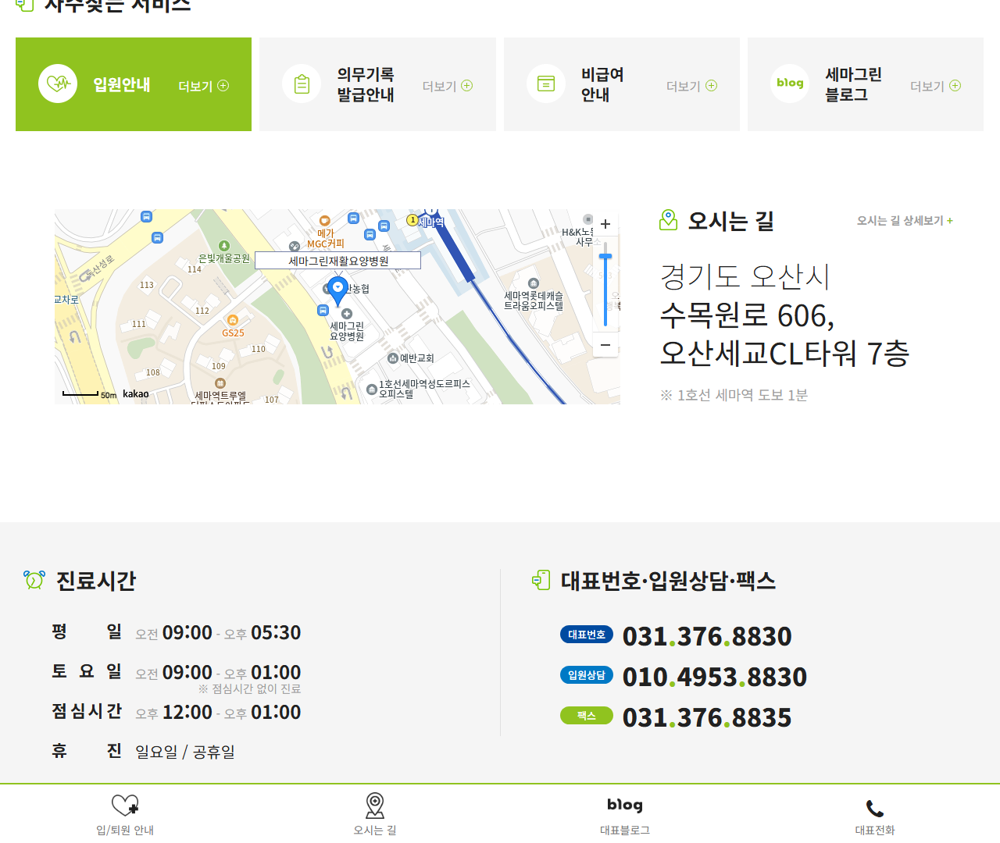 자주찾는 서비스
입원안내 더보기
의무기록
발급안내 더보기
비급여
안내 더보기
blog 세마그린
블로그 더보기
오시는 길
오시는 길 상세보기 +
경기도 오산시
수목원로 606,
오산세교CL타워 7층
※ 1호선 세마역 도보 1분
1 세마역
메가
MGC커피
H&K노동
사무
은빛개울공원
세마그린재활요양병원
독산성로
114
113
교차로
112
111
GS25
110
109
108
107
세마역트루엘
세마그린
요양병원
세마역롯데캐슬
트라움오피스텔
예반교회
1호선세마역성도르피스
오피스텔
50m kakao
진료시간
평 일 오전 09:00 - 오후 05:30
토 요 일 오전 09:00 - 오후 01:00
※ 점심시간 없이 진료
점심시간 오후 12:00 - 오후 01:00
휴 진 일요일 / 공휴일
대표번호·입원상담·팩스
대표번호 031.376.8830
입원상담 010.4953.8830
팩스 031.376.8835
입/퇴원 안내
오시는 길
blog
대표블로그
대표전화